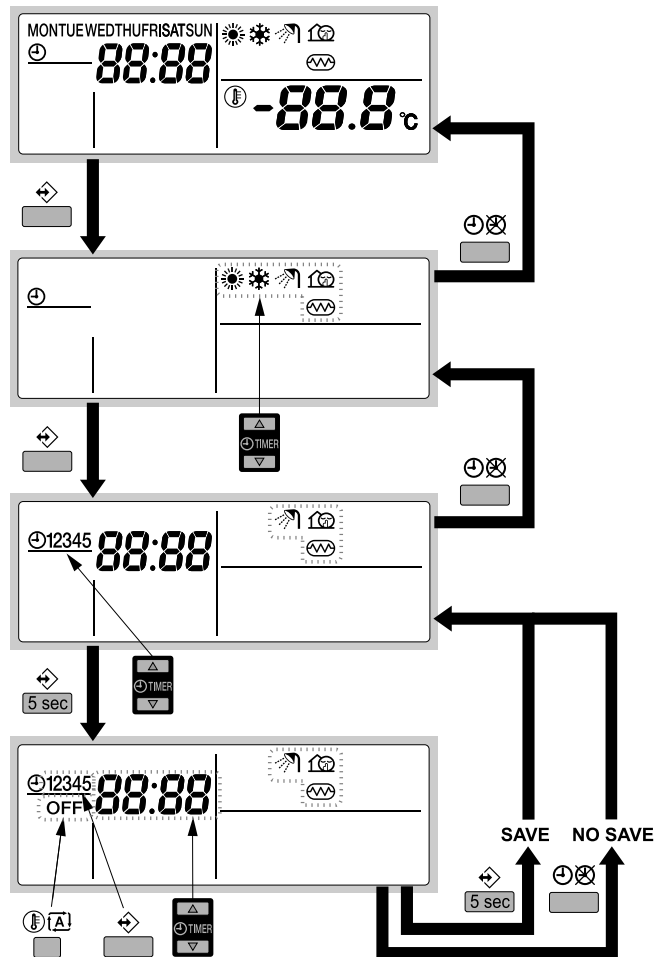 MONTUEWEDTHUFRISATSUN
88:88
-88.8 °C
TIMER
12345 88:88
5 sec
TIMER
12345 88:88
OFF
SAVE NO SAVE
5 sec
A
TIMER